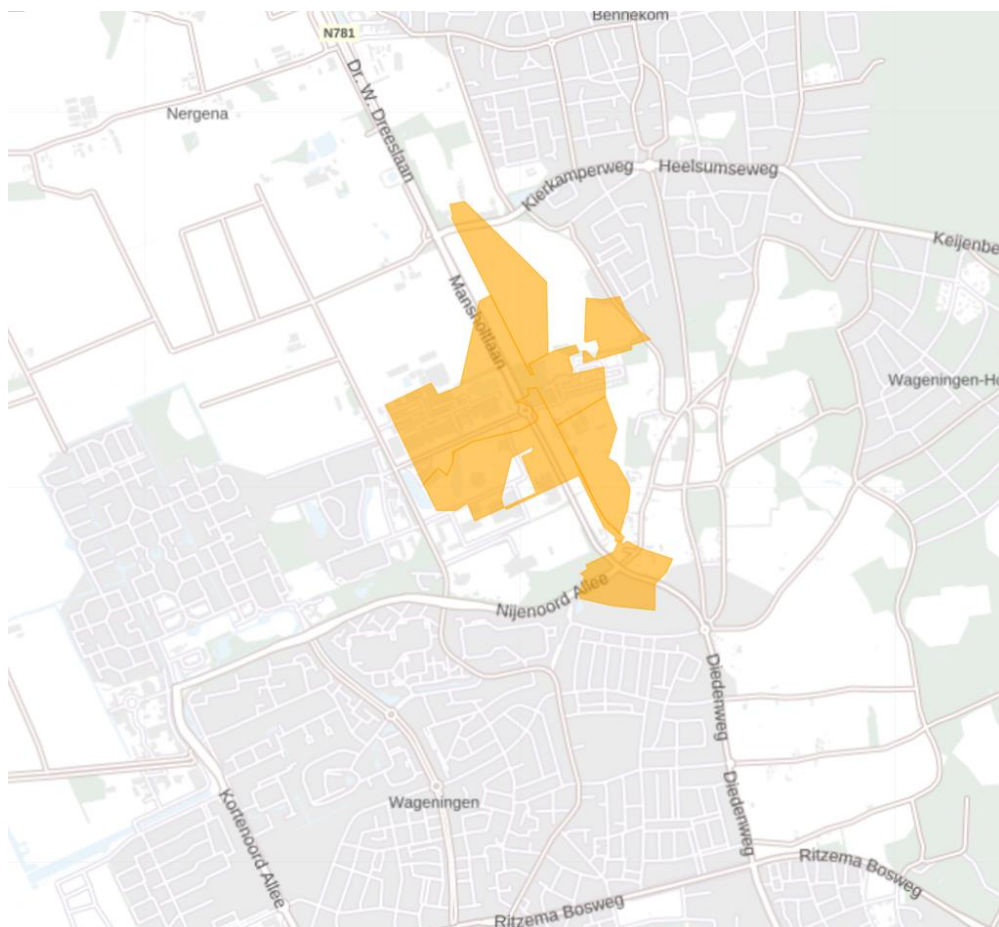 Bennekom
N781
Dr. W. Dreeslaan
Nergena
Kierkamperweg
Heelsumseweg
Keijenbe
Mansholtlaan
Wageningen-Ho
Nijenoord Allee
Diedenweg
Diedenweg
Wageningen
Kortenoord Allee
Ritzema Bosweg
Ritzema Bosweg